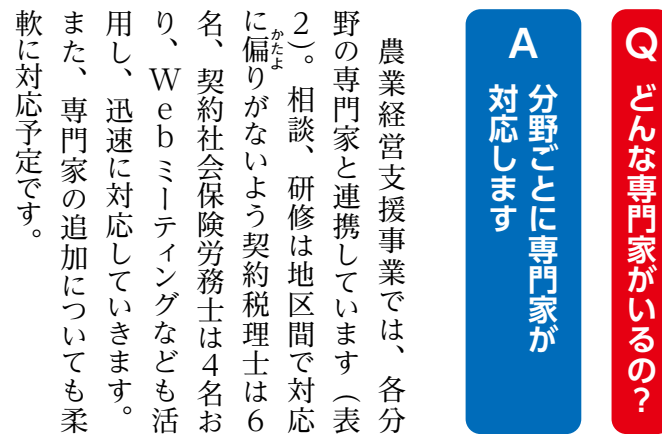 Q どんな専門家がいるの？
A 分野ごとに専門家が
対応します
農業経営支援事業では、各分
野の専門家と連携しています（表
2）。相談、研修は地区間で対応
に偏りがないよう契約税理士は6
名、契約社会保険労務士は4名お
り、Webミーティングなども活
用し、迅速に対応していきます。
また、専門家の追加についても柔
軟に対応予定です。
かたよ